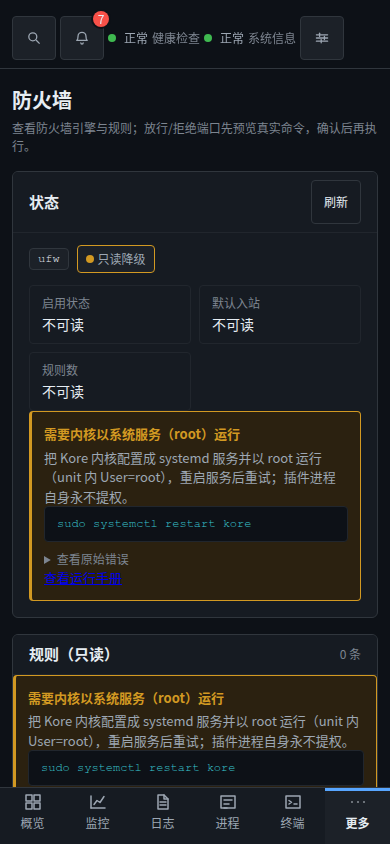 7
正常 健康检查 正常 系统信息
防火墙
查看防火墙引擎与规则；放行/拒绝端口先预览真实命令，确认后再执
行。
状态
刷新
ufw
只读降级
启用状态
不可读
默认入站
不可读
规则数
不可读
需要内核以系统服务（root）运行
把 Kore 内核配置成 systemd 服务并以 root 运行
（unit 内 User=root），重启服务后重试；插件进程
自身永不提权。
sudo systemctl restart kore
查看原始错误
查看运行手册
规则（只读）
0 条
需要内核以系统服务（root）运行
把 Kore 内核配置成 systemd 服务并以 root 运行（unit 内
User=root），重启服务后重试；插件进程自身永不提权。
sudo systemctl restart kore
概览
监控
日志
进程
终端
更多